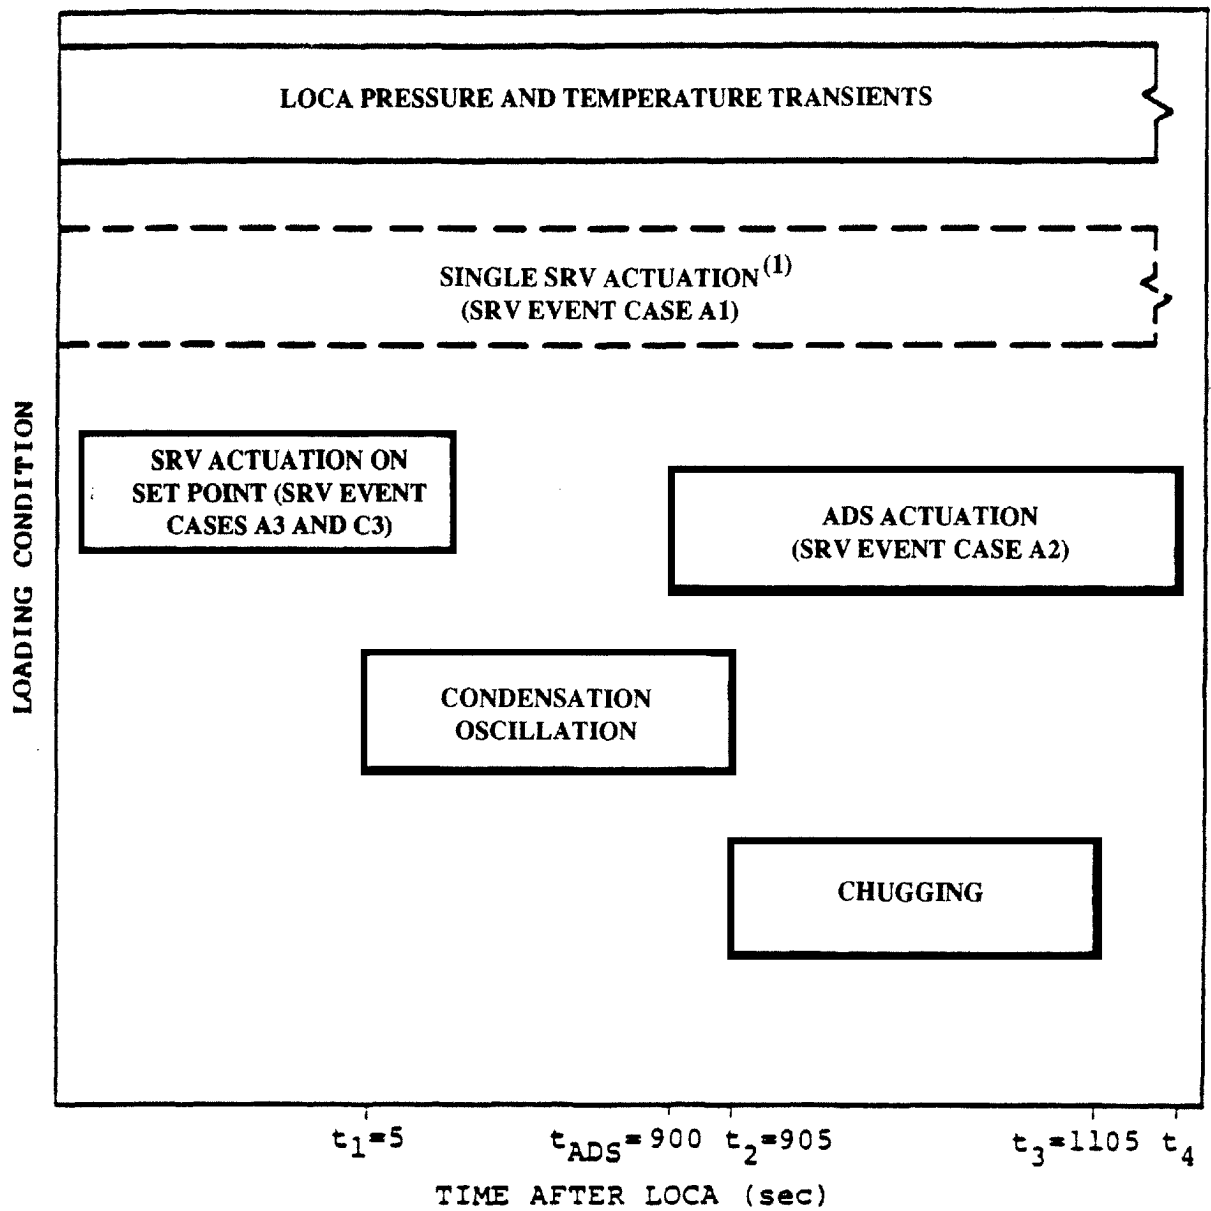 LOCA PRESSURE AND TEMPERATURE TRANSIENTS
SINGLE SRV ACTUATION(1)
(SRV EVENT CASE A1)
SRV ACTUATION ON
SET POINT (SRV EVENT
CASES A3 AND C3)
ADS ACTUATION
(SRV EVENT CASE A2)
CONDENSATION
OSCILLATION
CHUGGING
LOADING CONDITION
t1=5
tADS=900
t2=905
t3=1105
t4
TIME AFTER LOCA (sec)